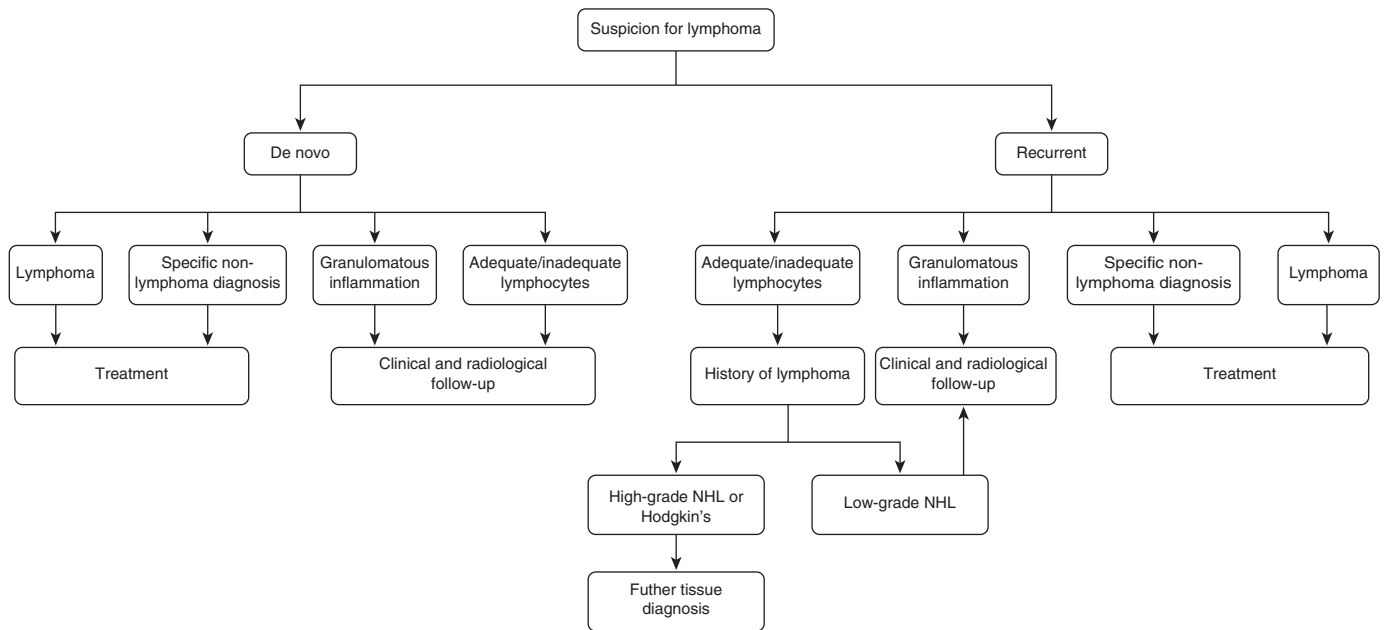 Suspicion for lymphoma
De novo
Recurrent
Lymphoma
Specific non-
lymphoma diagnosis
Granulomatous
inflammation
Adequate/inadequate
lymphocytes
Adequate/inadequate
lymphocytes
Granulomatous
inflammation
Specific non-
lymphoma diagnosis
Lymphoma
Treatment
Clinical and radiological
follow-up
History of lymphoma
Clinical and radiological
follow-up
Treatment
High-grade NHL or
Hodgkin's
Low-grade NHL
Futher tissue
diagnosis